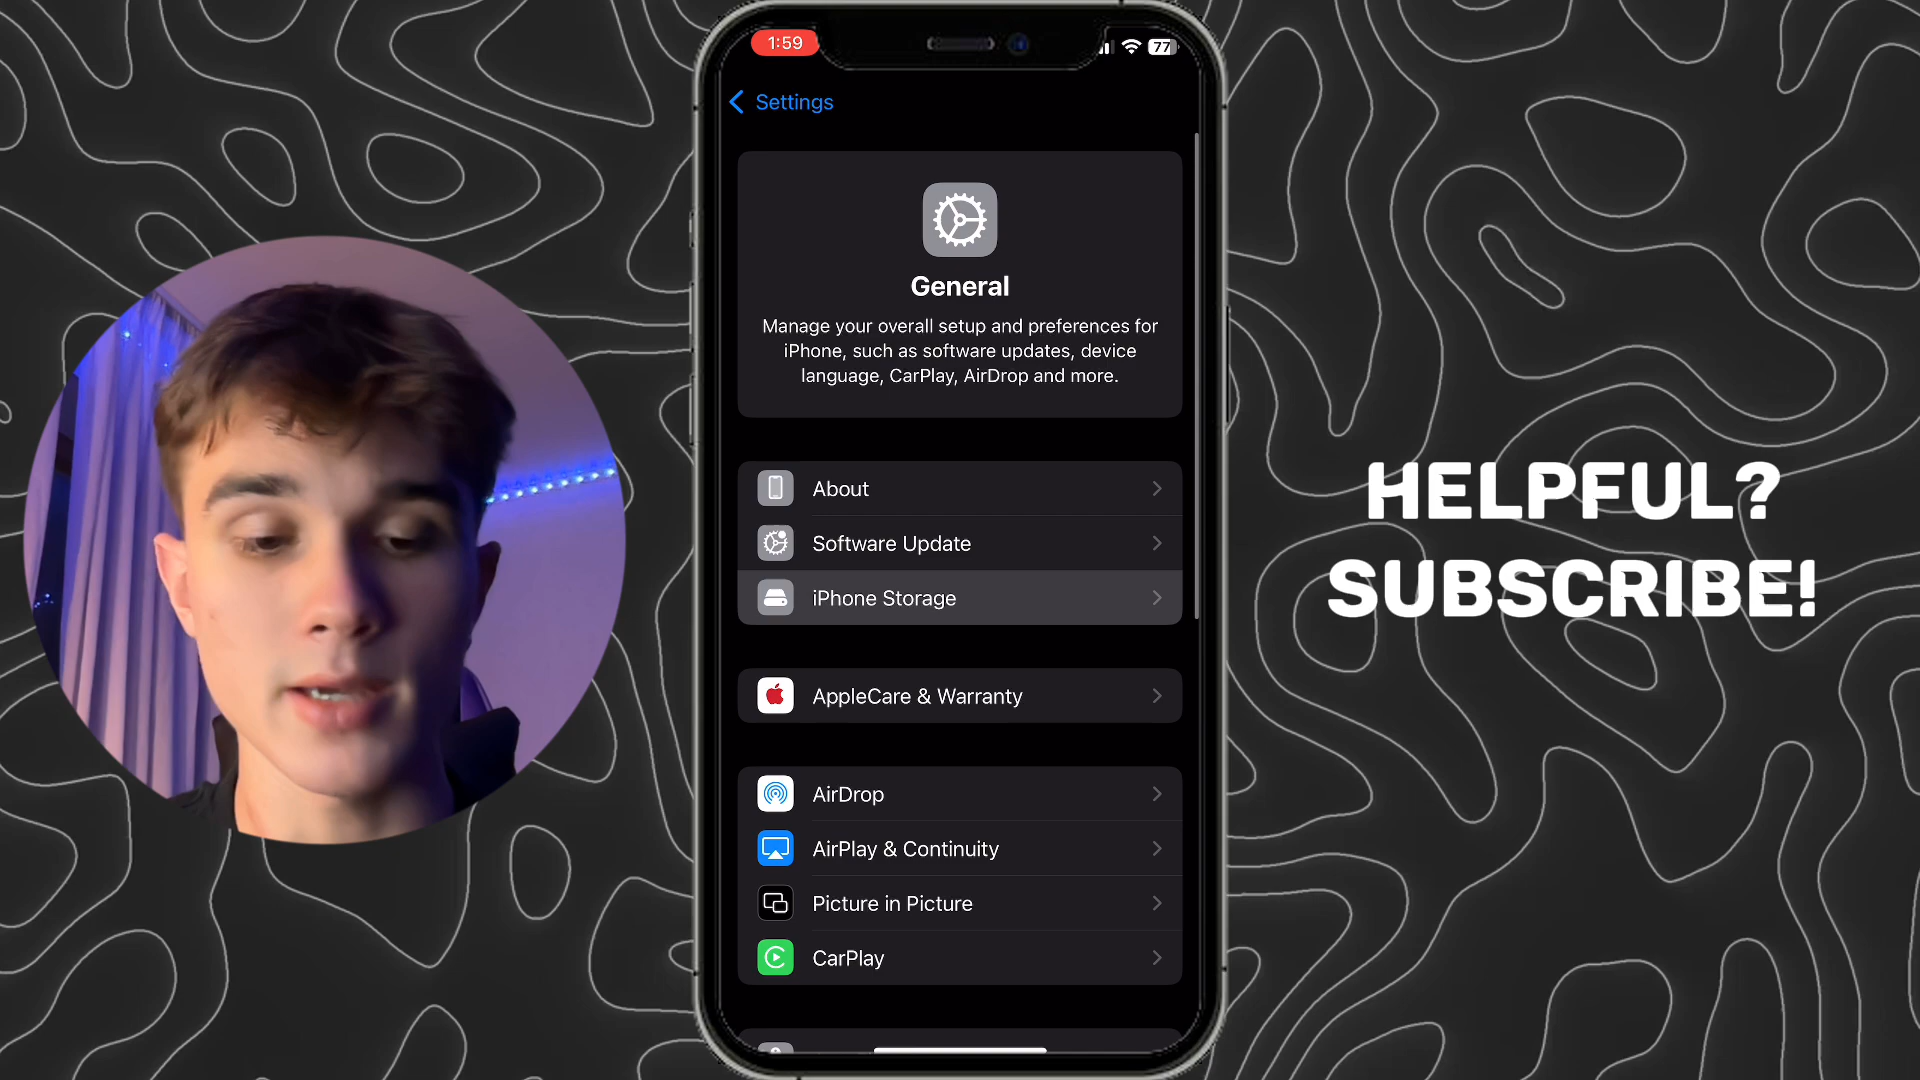 1:59
77
Settings
General
Manage your overall setup and preferences for
iPhone, such as software updates, device
language, CarPlay, AirDrop and more.
About
Software Update
iPhone Storage
AppleCare & Warranty
AirDrop
AirPlay & Continuity
Picture in Picture
CarPlay
HELPFUL?
SUBSCRIBE!